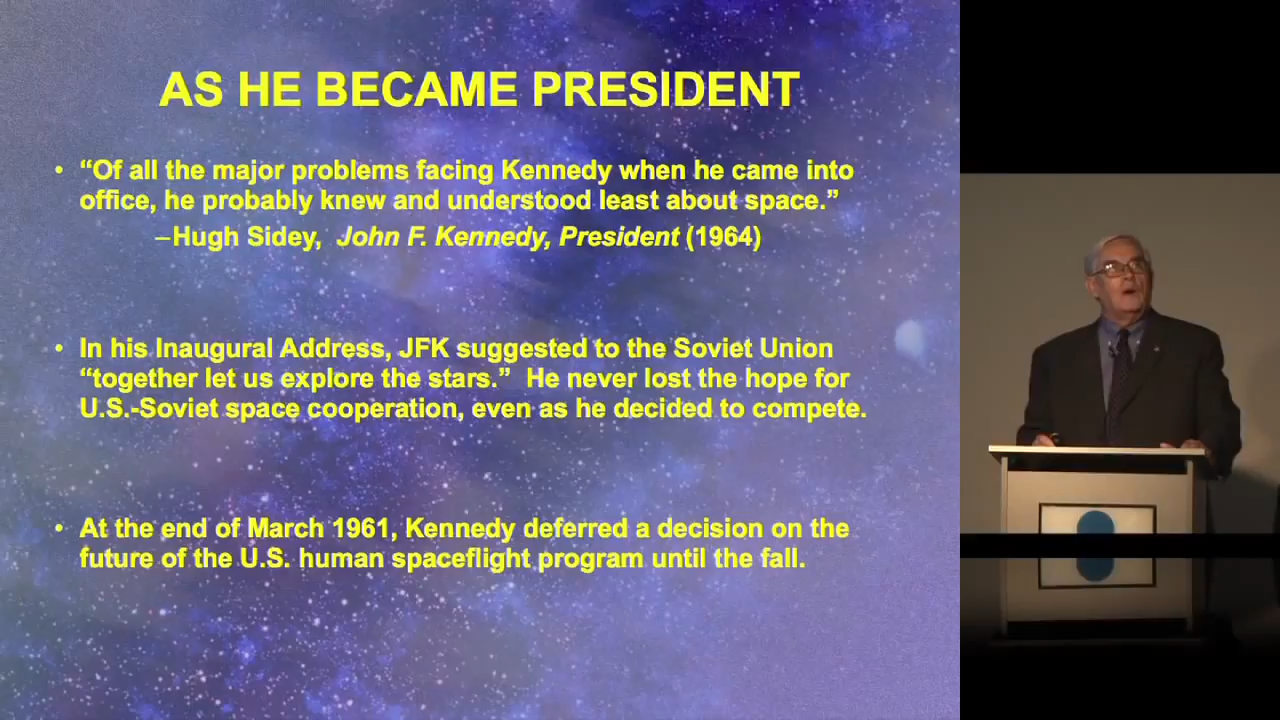 AS HE BECAME PRESIDENT
• “Of all the major problems facing Kennedy when he came into
office, he probably knew and understood least about space.”
–Hugh Sidey, John F. Kennedy, President (1964)
• In his Inaugural Address, JFK suggested to the Soviet Union
“together let us explore the stars.” He never lost the hope for
U.S.-Soviet space cooperation, even as he decided to compete.
• At the end of March 1961, Kennedy deferred a decision on the
future of the U.S. human spaceflight program until the fall.